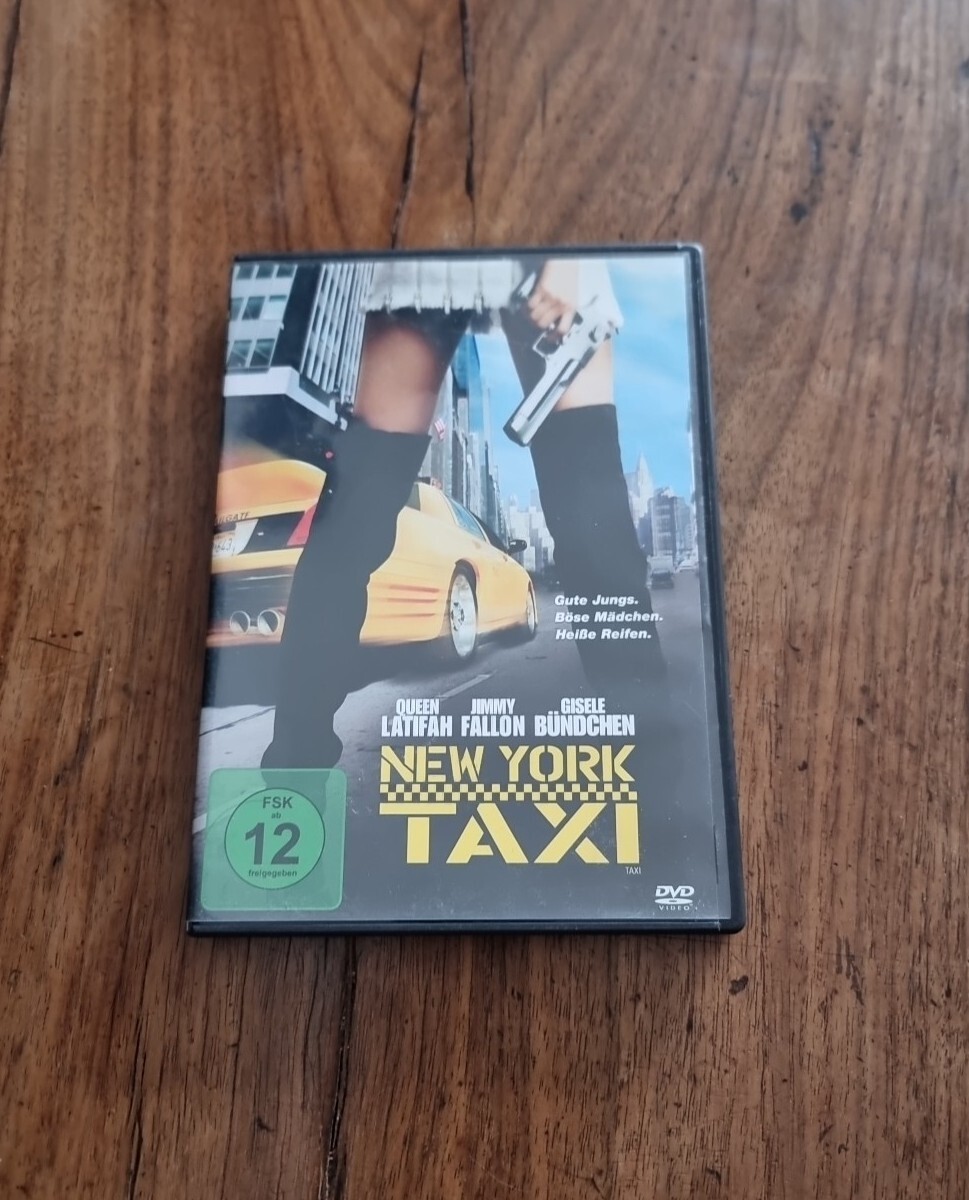 Gute Jungs.
Böse Mädchen.
Heiße Reifen.
QUEEN LATIFAH
JIMMY FALLON
GISELE BÜNDCHEN
NEW YORK
TAXI
TAXI
FSK
ab
12
freigegeben
DVD
VIDEO